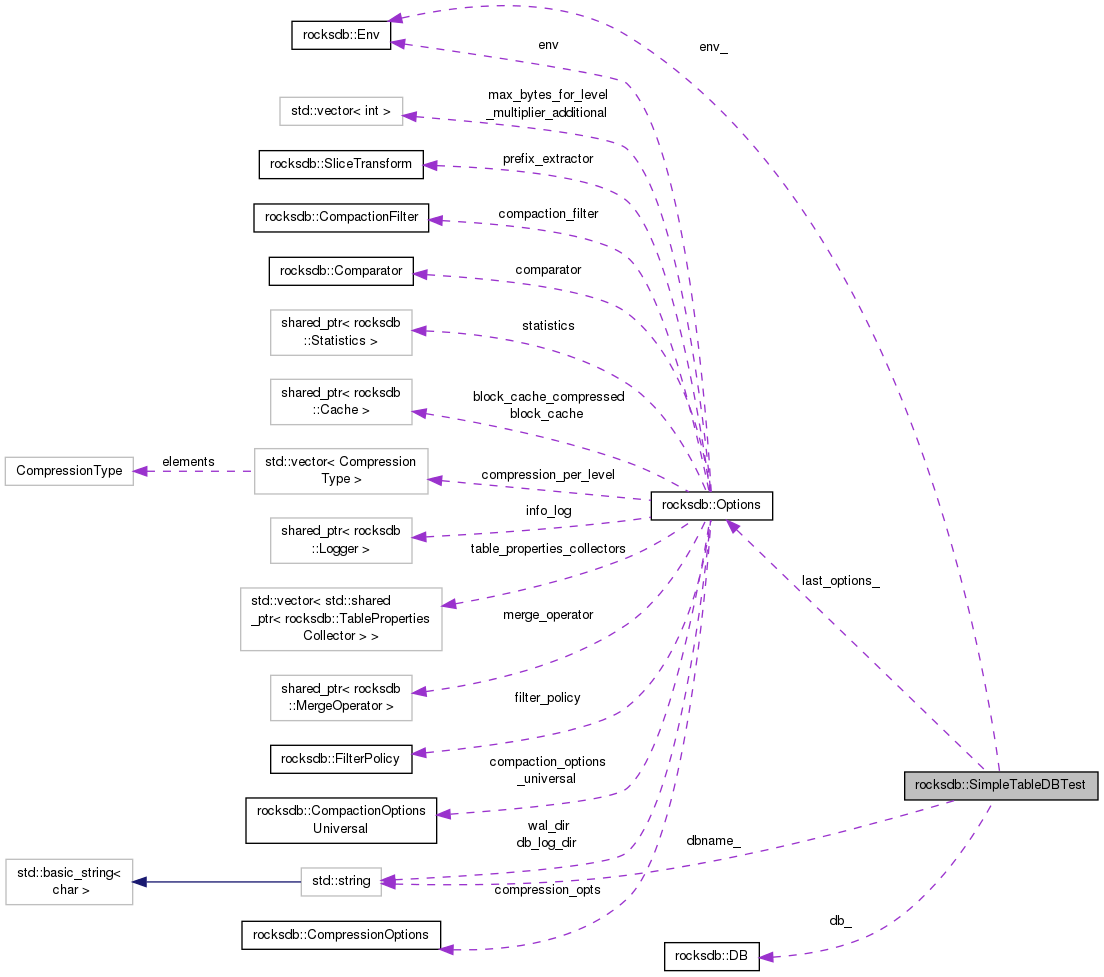 rocksdb::Env
env_
env
max_bytes_for_level
_multiplier_additional
std::vector< int >
prefix_extractor
rocksdb::SliceTransform
compaction_filter
rocksdb::CompactionFilter
comparator
rocksdb::Comparator
statistics
shared_ptr< rocksdb
::Statistics >
block_cache_compressed
block_cache
shared_ptr< rocksdb
::Cache >
CompressionType
elements
std::vector< Compression
Type >
compression_per_level
rocksdb::Options
info_log
shared_ptr< rocksdb
::Logger >
table_properties_collectors
std::vector< std::shared
_ptr< rocksdb::TableProperties
Collector > >
last_options_
merge_operator
shared_ptr< rocksdb
::MergeOperator >
filter_policy
rocksdb::FilterPolicy
compaction_options
_universal
rocksdb::SimpleTableDBTest
rocksdb::CompactionOptions
Universal
wal_dir
db_log_dir
dbname_
std::basic_string<
char >
std::string
compression_opts
rocksdb::CompressionOptions
db_
rocksdb::DB